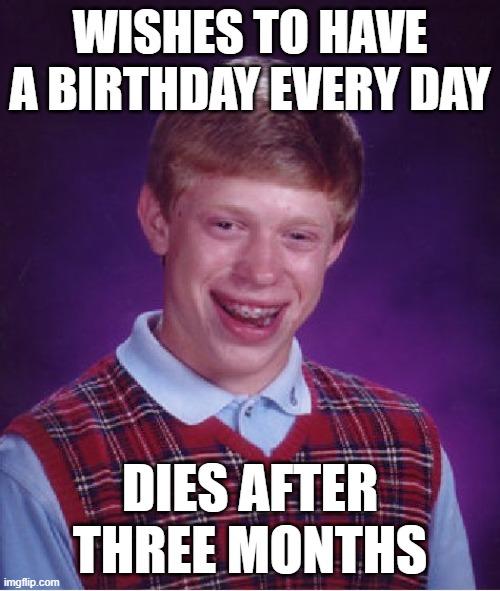 WISHES TO HAVE
A BIRTHDAY EVERY DAY
DIES AFTER
THREE MONTHS
imgflip.com